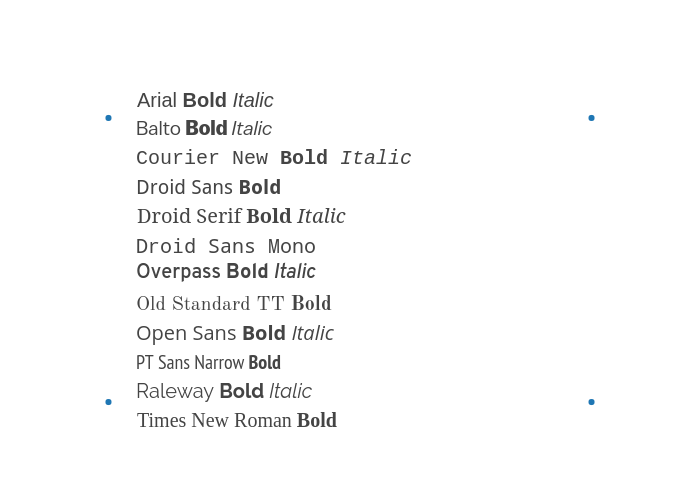 Arial Bold Italic
Balto Bold Italic
Courier New Bold Italic
Droid Sans Bold
Droid Serif Bold Italic
Droid Sans Mono
Overpass Bold Italic
Old Standard TT Bold
Open Sans Bold Italic
PT Sans Narrow Bold
Raleway Bold Italic
Times New Roman Bold